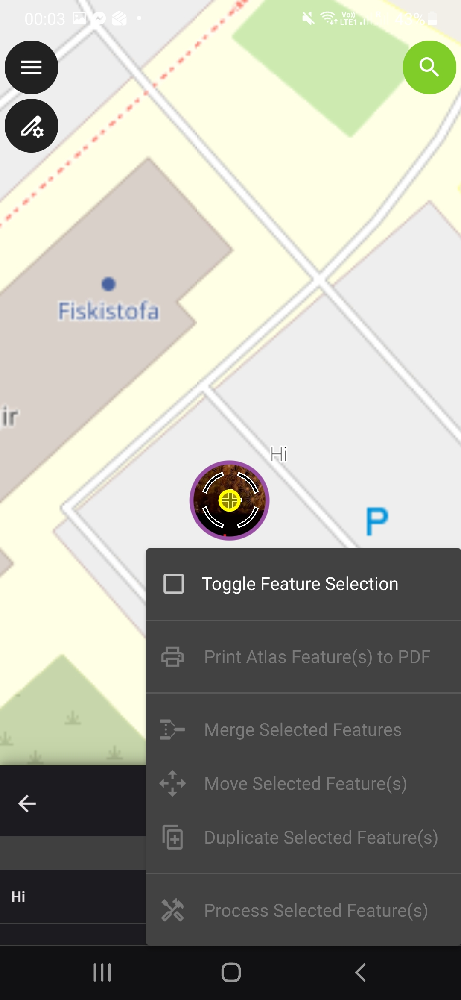 00:03
Vo))
LTE1
43%
Fiskistofa
ir
Hi
P
Toggle Feature Selection
Print Atlas Feature(s) to PDF
Merge Selected Features
Move Selected Feature(s)
Duplicate Selected Feature(s)
Hi
Process Selected Feature(s)